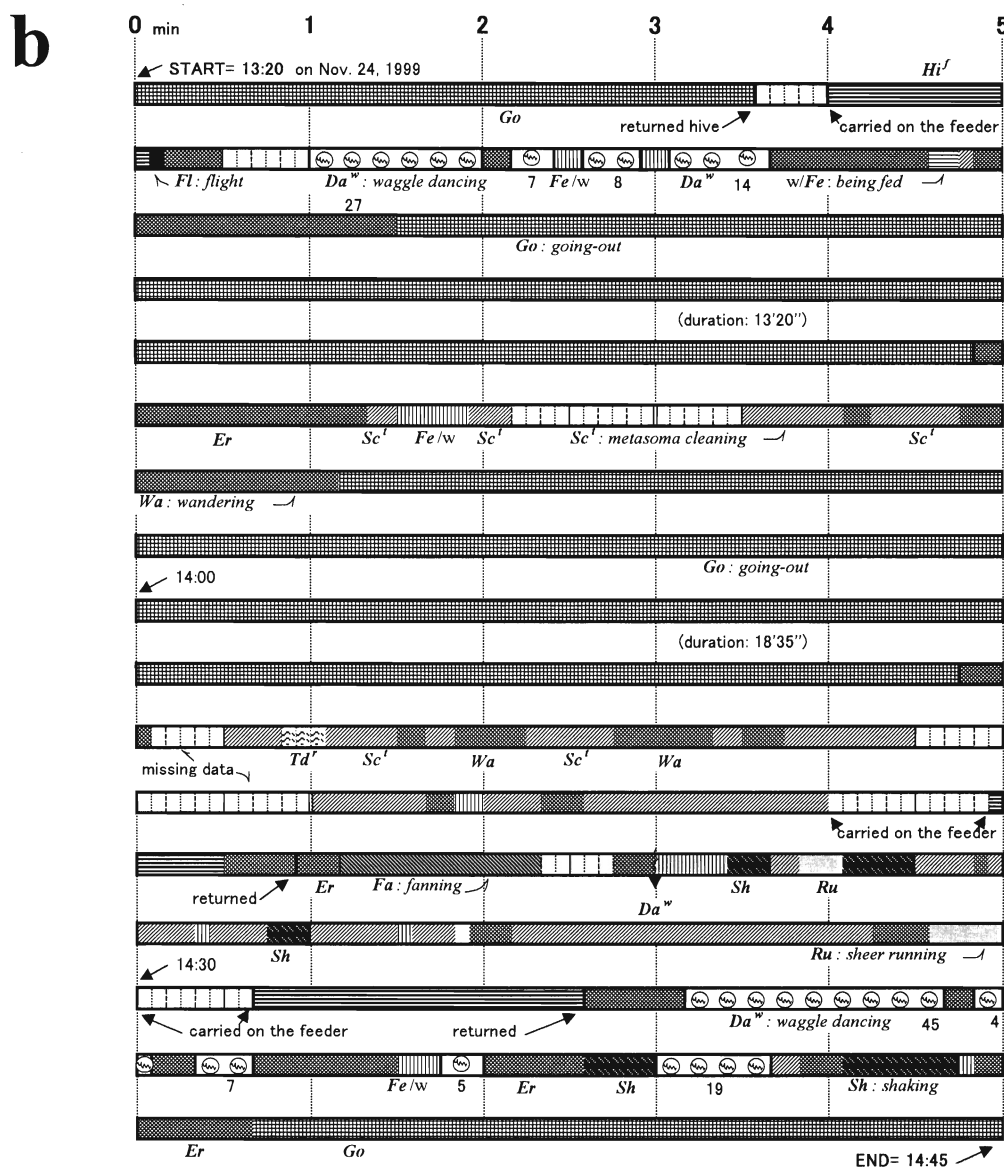 b
0 min 1 2 3 4 5
START= 13:20 on Nov. 24, 1999
Hi^f
Go
returned hive
carried on the feeder
Fl : flight
Da^w : waggle dancing
7
Fe/w
8
Da^w
14
w/Fe : being fed
27
Go : going-out
(duration: 13'20'')
Er
Sc^t
Fe/w
Sc^t
Sc^t : metasoma cleaning
Sc^t
Wa : wandering
Go : going-out
14:00
(duration: 18'35'')
missing data
Td^r
Sc^t
Wa
Sc^t
Wa
carried on the feeder
returned
Er
Fa : fanning
Da^w
Sh
Ru
Sh
Ru : sheer running
14:30
carried on the feeder
returned
Da^w : waggle dancing
45
4
7
Fe/w
5
Er
Sh
19
Sh : shaking
Er
Go
END= 14:45